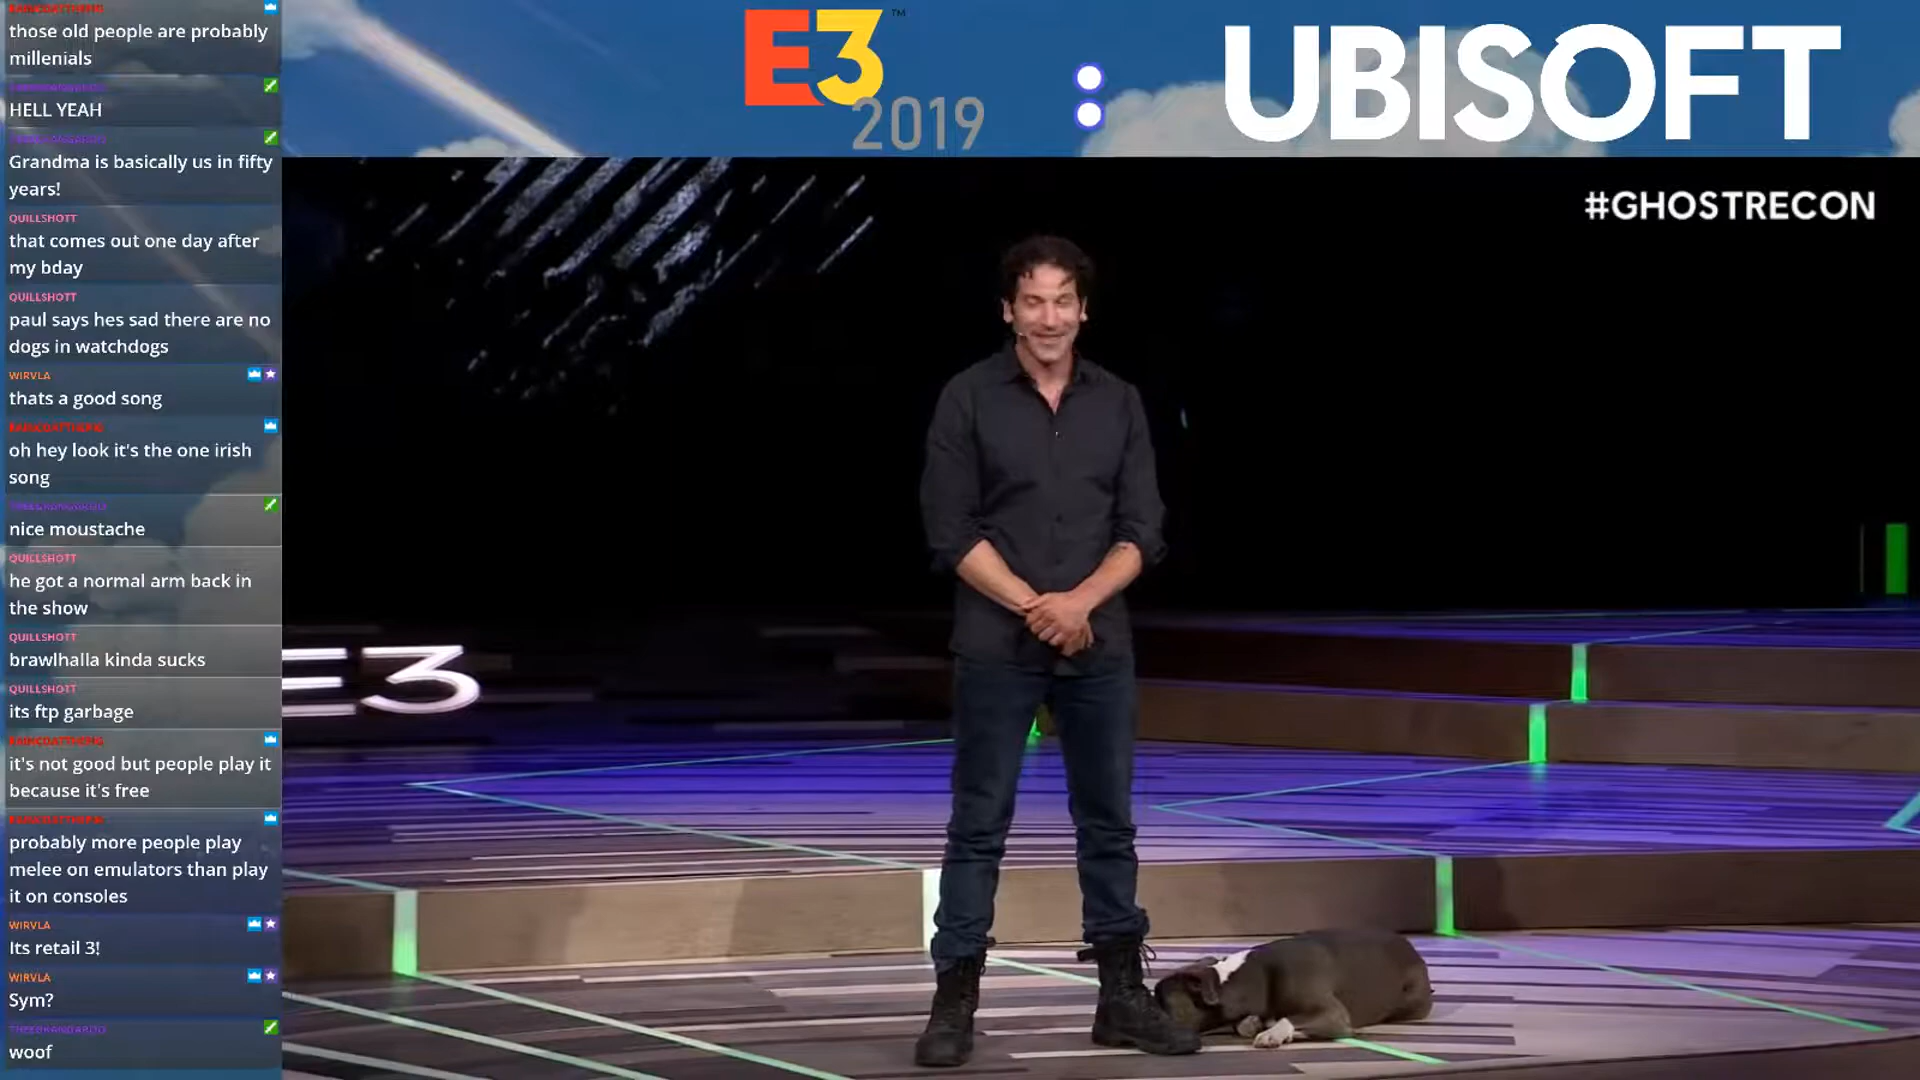 those old people are probably
millenials
HELL YEAH
Grandma is basically us in fifty
years!
QUILLSHOTT
that comes out one day after
my bday
QUILLSHOTT
paul says hes sad there are no
dogs in watchdogs
WIRVLA
thats a good song
oh hey look it's the one irish
song
nice moustache
QUILLSHOTT
he got a normal arm back in
the show
QUILLSHOTT
brawlhalla kinda sucks
QUILLSHOTT
its ftp garbage
it's not good but people play it
because it's free
probably more people play
melee on emulators than play
it on consoles
WIRVLA
Its retail 3!
WIRVLA
Sym?
woof
E3 ™
2019
:
UBISOFT
#GHOSTRECON
E3